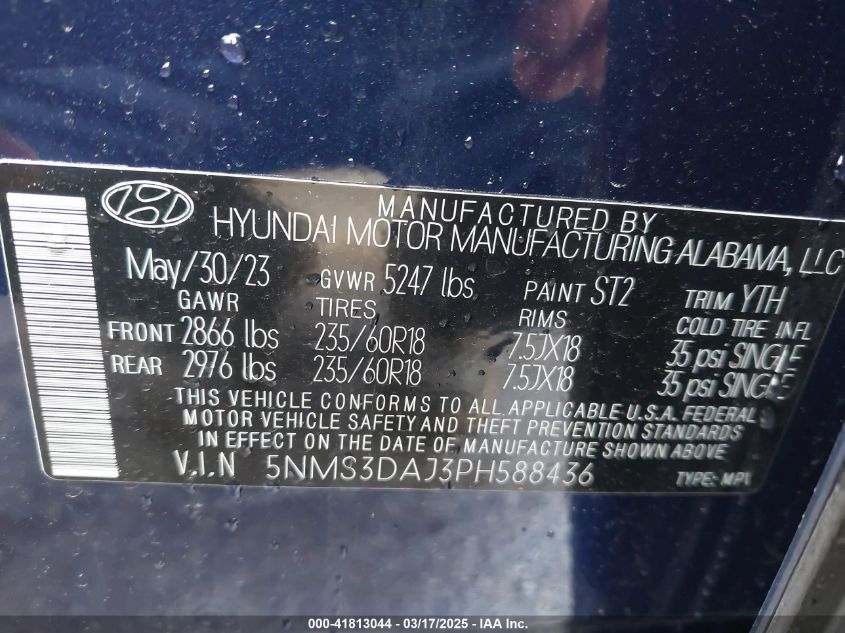 MANUFACTURED BY
HYUNDAI MOTOR MANUFACTURING ALABAMA, LLC
May/30/23 GVWR 5247 lbs PAINT ST2 TRIM YTH
GAWR TIRES RIMS COLD TIRE INFL
FRONT 2866 lbs 235/60R18 7.5JX18 35 psi SINGLE
REAR 2976 lbs 235/60R18 7.5JX18 35 psi SINGLE
THIS VEHICLE CONFORMS TO ALL APPLICABLE U.S.A. FEDERAL
MOTOR VEHICLE SAFETY AND THEFT PREVENTION STANDARDS
IN EFFECT ON THE DATE OF MANUFACTURE SHOWN ABOVE
V.I.N 5NMS3DAJ3PH588436 TYPE: MPV
000-41813044 / 03/17/2025 - IAA Inc.